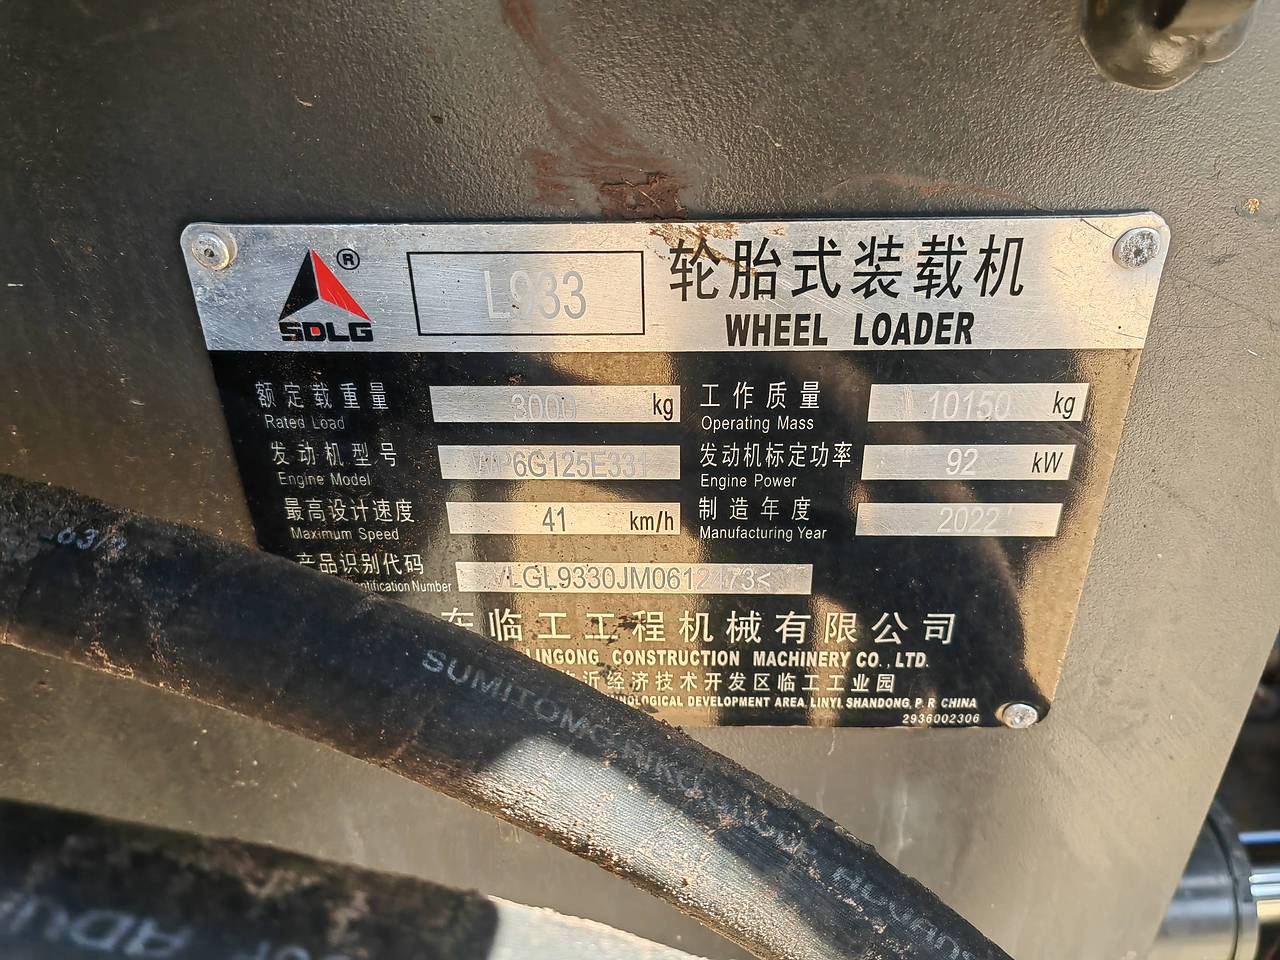 SDLG ®
L933
轮胎式装载机
WHEEL LOADER
额定载重量 3000 kg 工作质量 10150 kg
Rated Load Operating Mass
发动机型号 WP6G125E331 发动机标定功率 92 kW
Engine Model Engine Power
最高设计速度 41 km/h 制造年度 2022
Maximum Speed Manufacturing Year
产品识别代码
Number
东临工工程机械有限公司
LINGONG CONSTRUCTION MACHINERY CO., LTD.
沂经济技术开发区临工工业园
DEVELOPMENT AREA, LINYI, SHANDONG, P. R. CHINA
2936002306
SUMITOMO RIKO